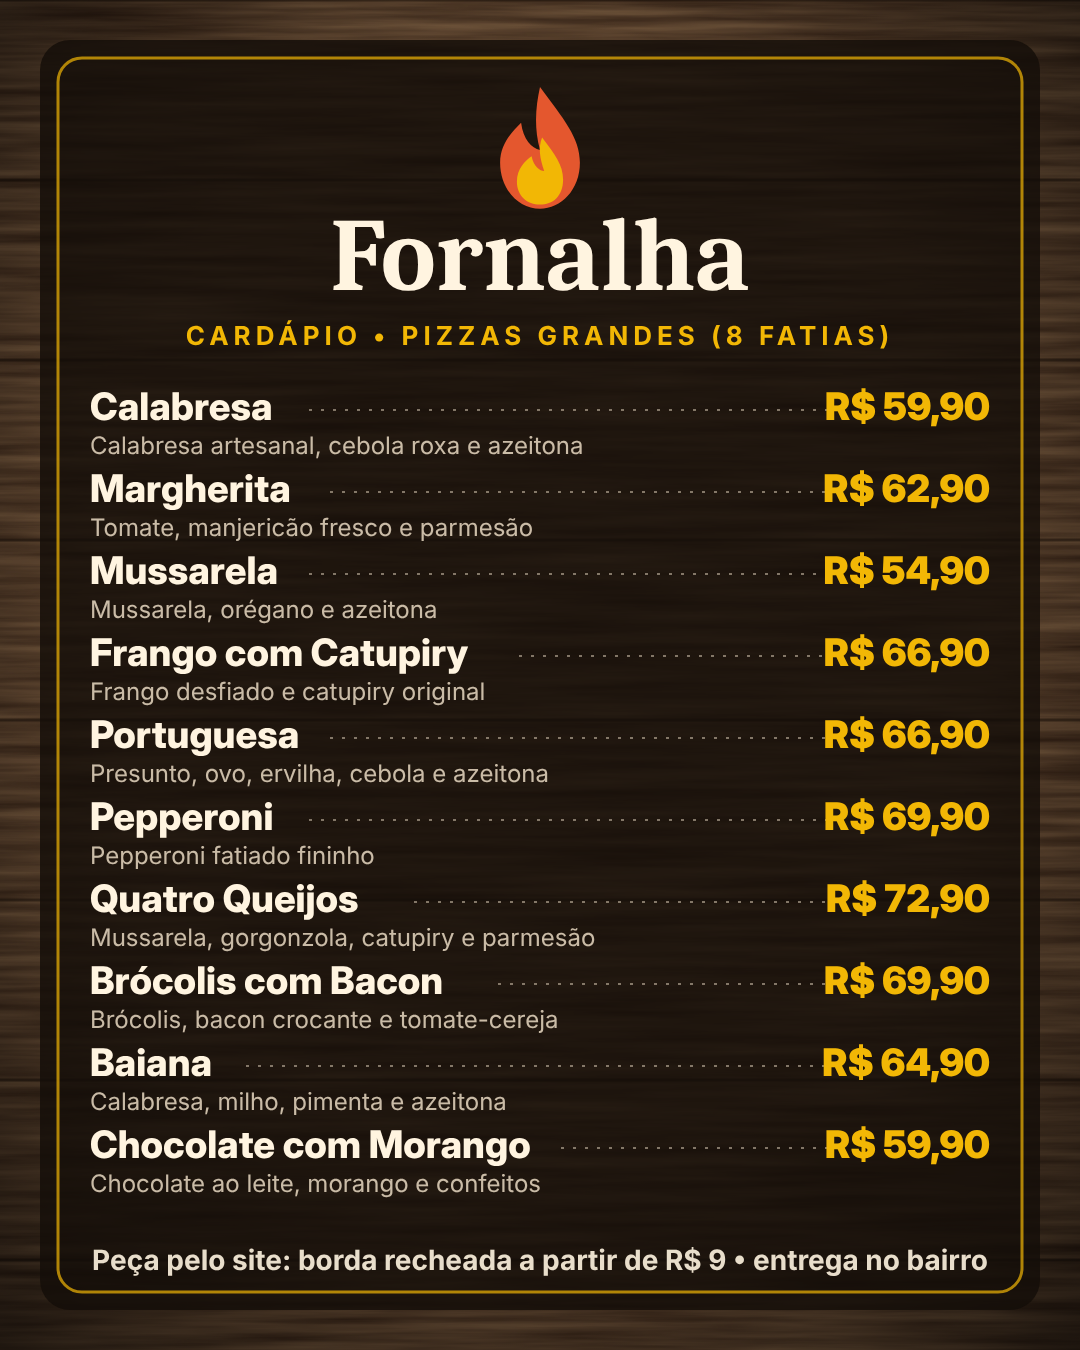 Fornalha
CARDÁPIO • PIZZAS GRANDES (8 FATIAS)
Calabresa R$ 59,90
Calabresa artesanal, cebola roxa e azeitona
Margherita R$ 62,90
Tomate, manjericão fresco e parmesão
Mussarela R$ 54,90
Mussarela, orégano e azeitona
Frango com Catupiry R$ 66,90
Frango desfiado e catupiry original
Portuguesa R$ 66,90
Presunto, ovo, ervilha, cebola e azeitona
Pepperoni R$ 69,90
Pepperoni fatiado fininho
Quatro Queijos R$ 72,90
Mussarela, gorgonzola, catupiry e parmesão
Brócolis com Bacon R$ 69,90
Brócolis, bacon crocante e tomate-cereja
Baiana R$ 64,90
Calabresa, milho, pimenta e azeitona
Chocolate com Morango R$ 59,90
Chocolate ao leite, morango e confeitos
Peça pelo site: borda recheada a partir de R$ 9 • entrega no bairro